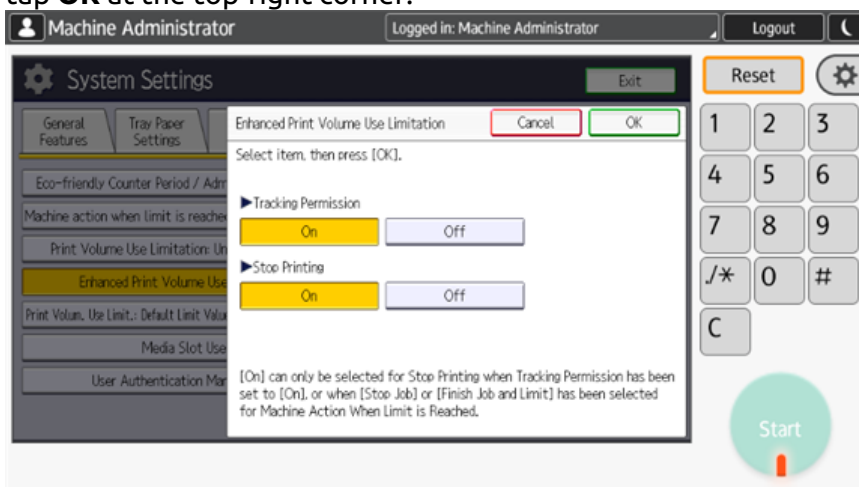 tap OK at the top right corner.
Machine Administrator
Logged in: Machine Administrator
Logout
System Settings
Exit
Reset
General
Features
Tray Paper
Settings
Enhanced Print Volume Use Limitation
Cancel
OK
Select item, then press [OK].
Eco-friendly Counter Period / Adm
Machine action when limit is reache
Print Volume Use Limitation: Un
Enhanced Print Volume Use
Print Volum. Use Limit.: Default Limit Valu
Media Slot Use
User Authentication Man
▶Tracking Permission
On
Off
▶Stop Printing
On
Off
[On] can only be selected for Stop Printing when Tracking Permission has been
set to [On], or when [Stop Job] or [Finish Job and Limit] has been selected
for Machine Action When Limit is Reached.
1 2 3
4 5 6
7 8 9
./* 0 #
C
Start